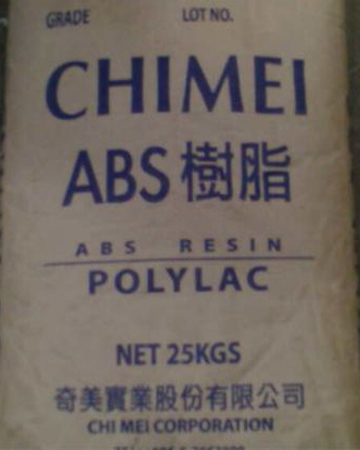 GRADE LOT NO.
CHIMEI
ABS 樹脂
ABS RESIN
POLYLAC
NET 25KGS
奇美實業股份有限公司
CHI MEI CORPORATION